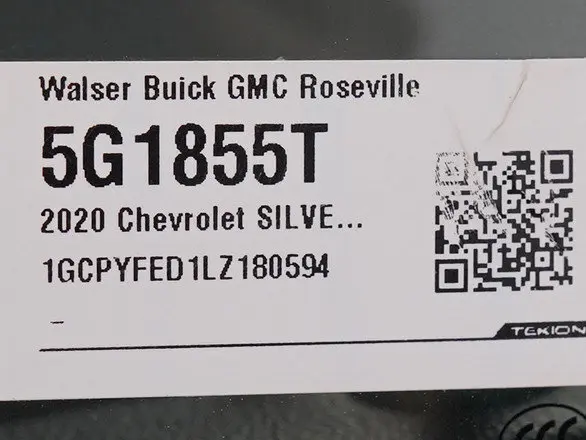 Walser Buick GMC Roseville
5G1855T
2020 Chevrolet SILVE...
1GCPYFED1LZ180594
–
TEKION